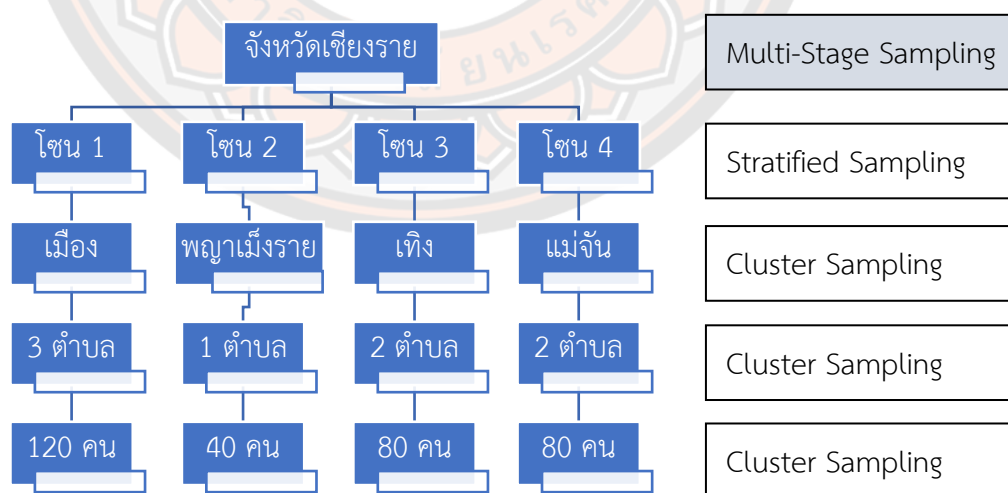 จังหวัดเชียงราย
Multi-Stage Sampling
โซน 1
โซน 2
โซน 3
โซน 4
Stratified Sampling
เมือง
พญาเม็งราย
เทิง
แม่จัน
Cluster Sampling
3 ตำบล
1 ตำบล
2 ตำบล
2 ตำบล
Cluster Sampling
120 คน
40 คน
80 คน
80 คน
Cluster Sampling